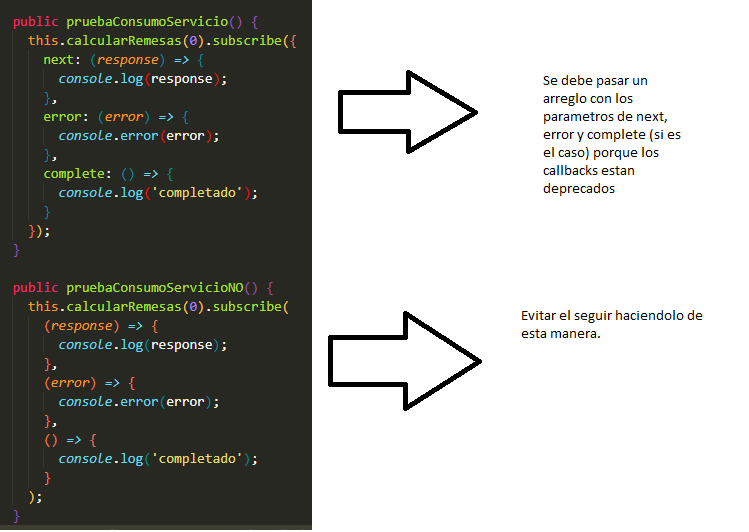 public pruebaConsumoServicio() {
this.calcularRemesas(0).subscribe({
next: (response) => {
console.log(response);
},
error: (error) => {
console.error(error);
},
complete: () => {
console.log('completado');
}
});
}
Se debe pasar un
arreglo con los
parametros de next,
error y complete (si es
el caso) porque los
callbacks estan
deprecados
public pruebaConsumoServicioNO() {
this.calcularRemesas(0).subscribe(
(response) => {
console.log(response);
},
(error) => {
console.error(error);
},
() => {
console.log('completado');
}
);
}
Evitar el seguir haciendolo de
esta manera.